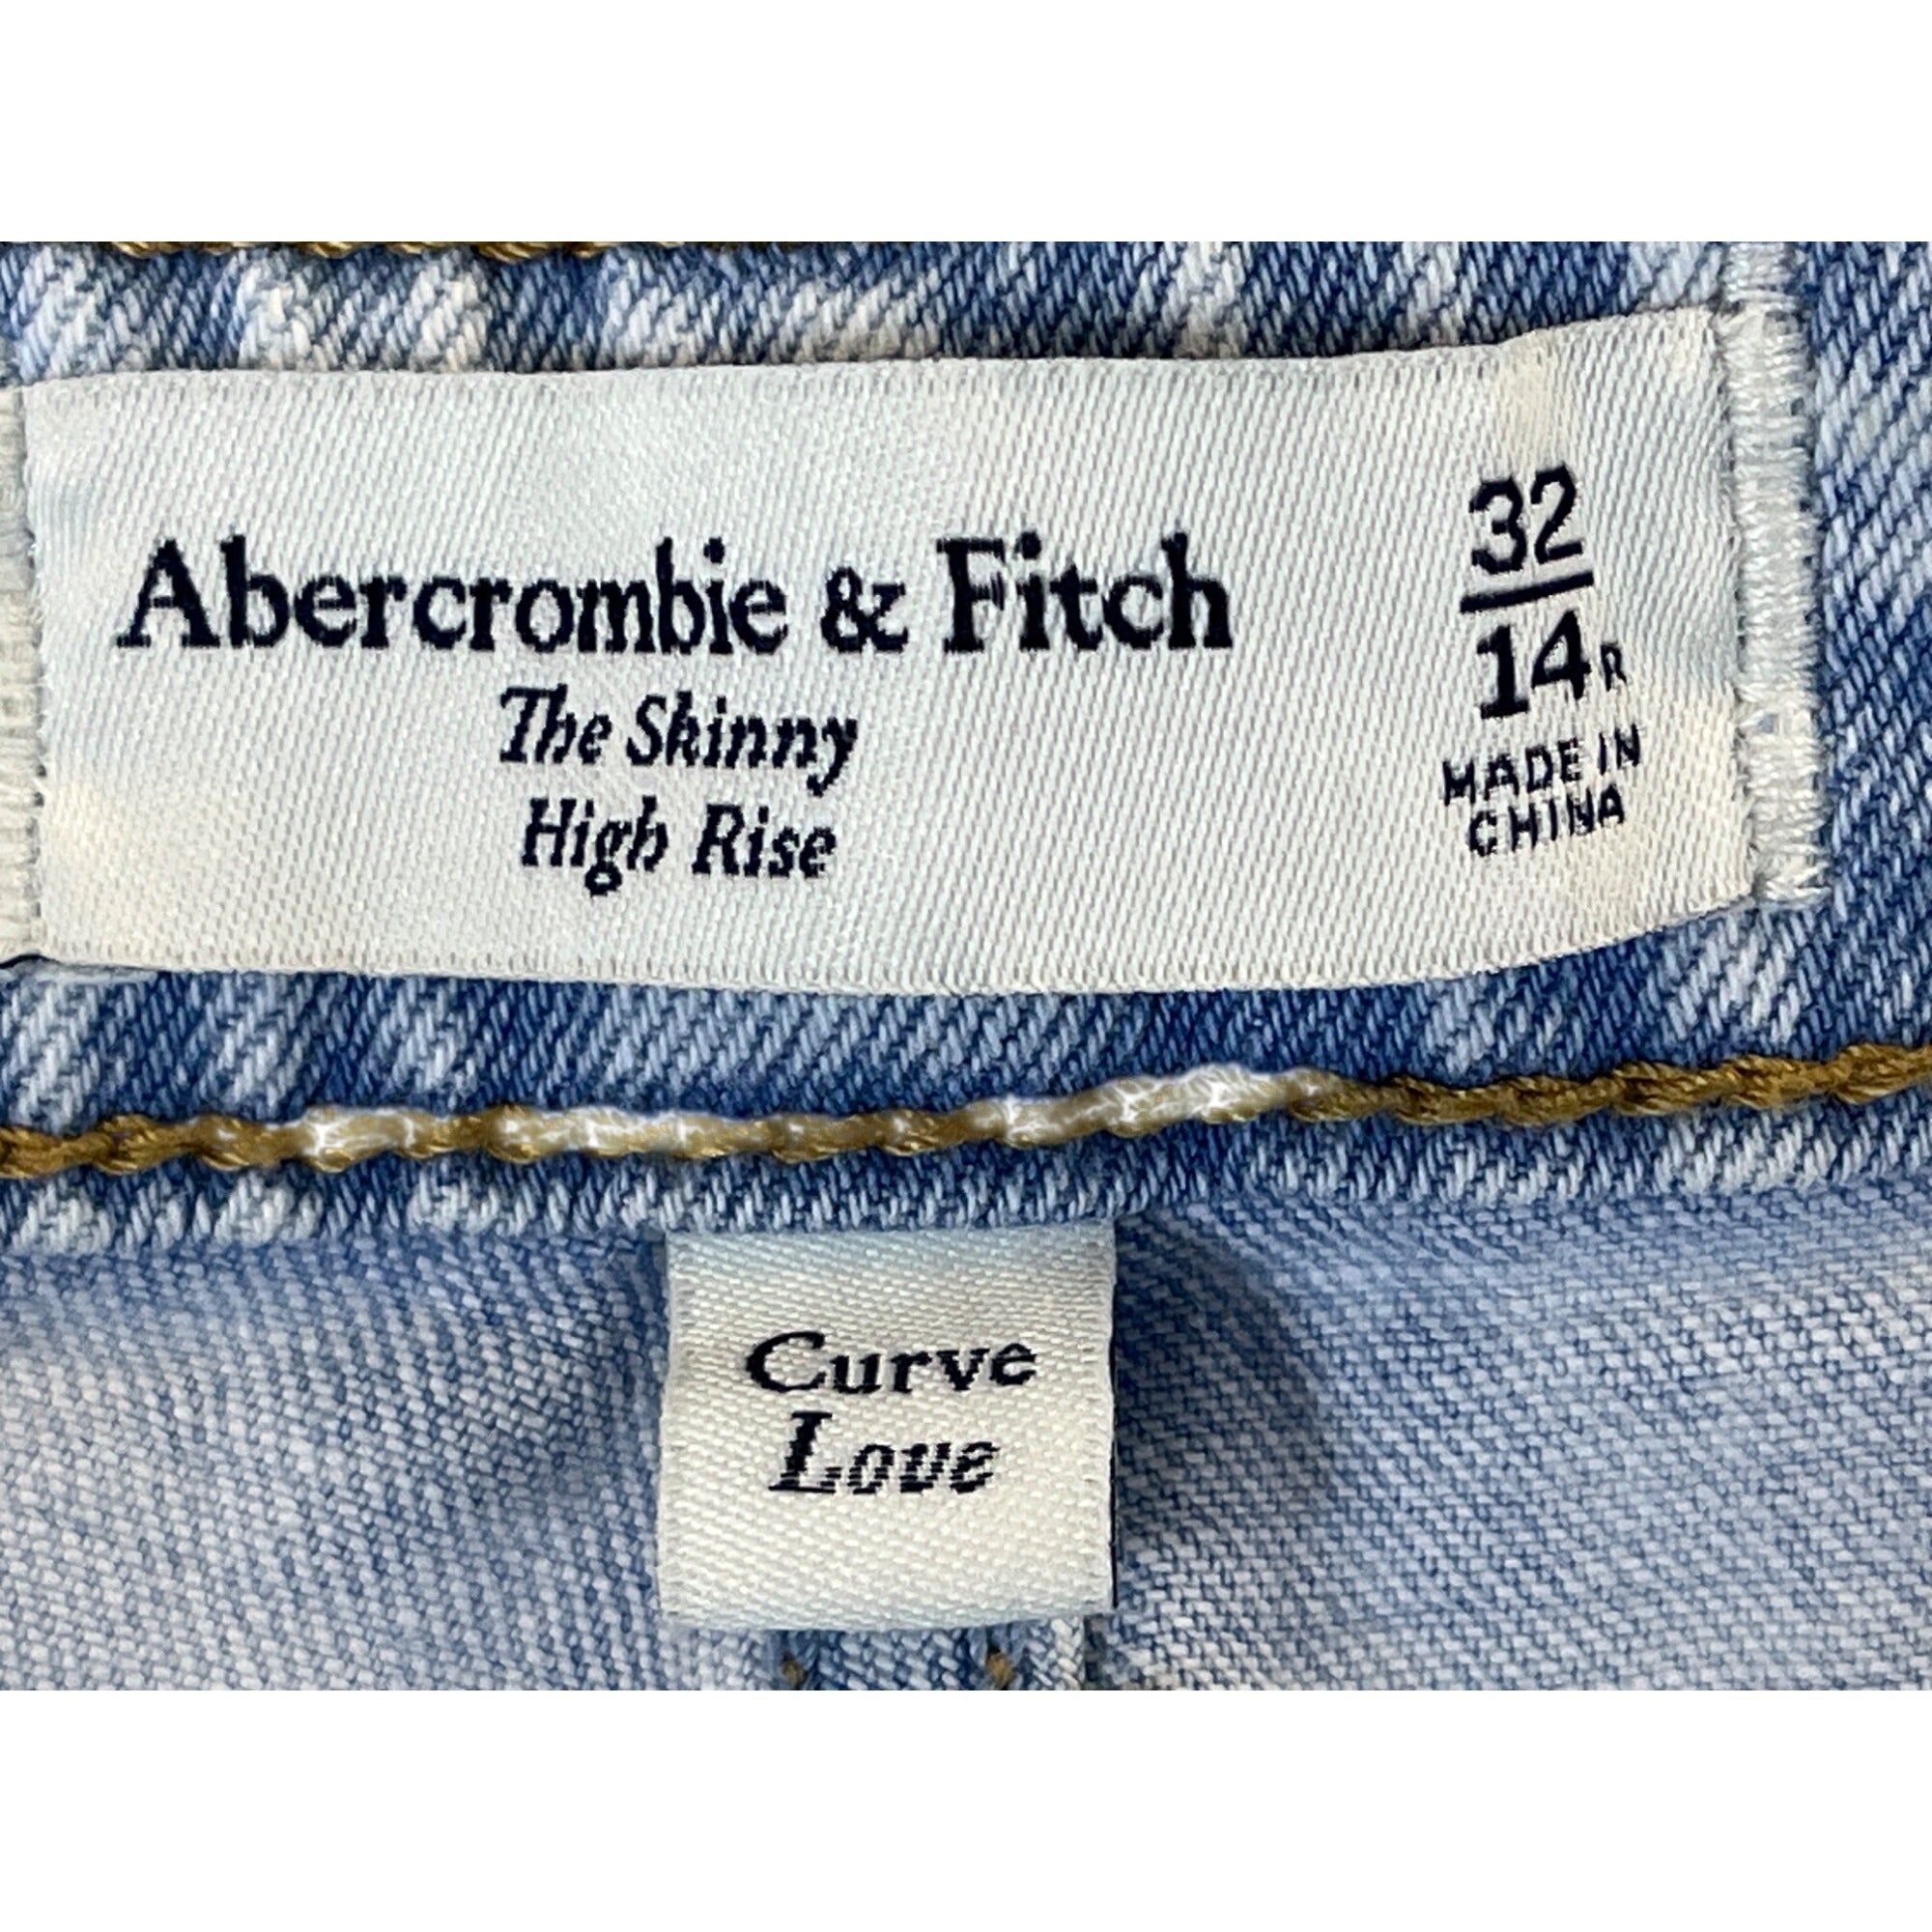 Abercrombie & Fitch
The Skinny
High Rise
32
14R
MADE IN
CHINA
Curve
Love